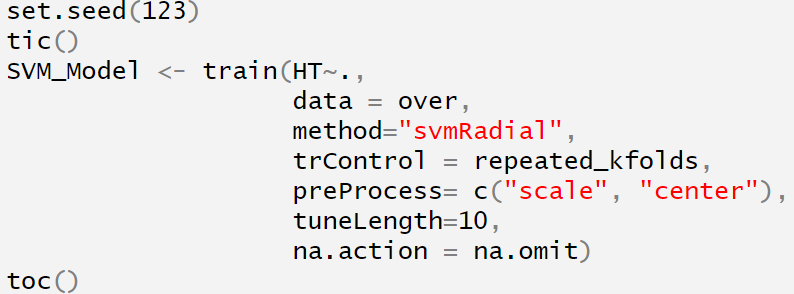 set.seed(123)
tic()
SVM_Model <- train(HT~.,
data = over,
method="svmRadial",
trControl = repeated_kfolds,
preProcess= c("scale", "center"),
tuneLength=10,
na.action = na.omit)
toc()